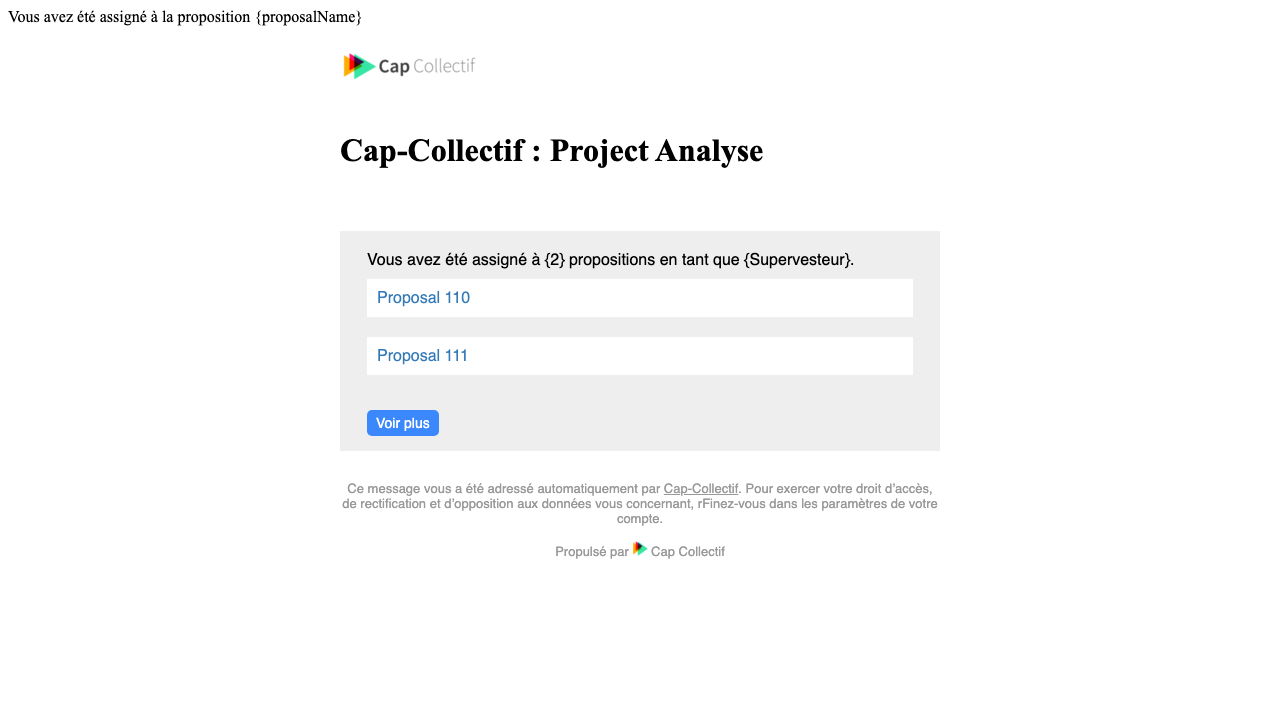 Vous avez été assigné à la proposition {proposalName}
Cap Collectif
Cap-Collectif : Project Analyse
Vous avez été assigné à {2} propositions en tant que {Supervesteur}.
Proposal 110
Proposal 111
Voir plus
Ce message vous a été adressé automatiquement par Cap-Collectif. Pour exercer votre droit d’accès,
de rectification et d’opposition aux données vous concernant, rFinez-vous dans les paramètres de votre
compte.
Propulsé par Cap Collectif